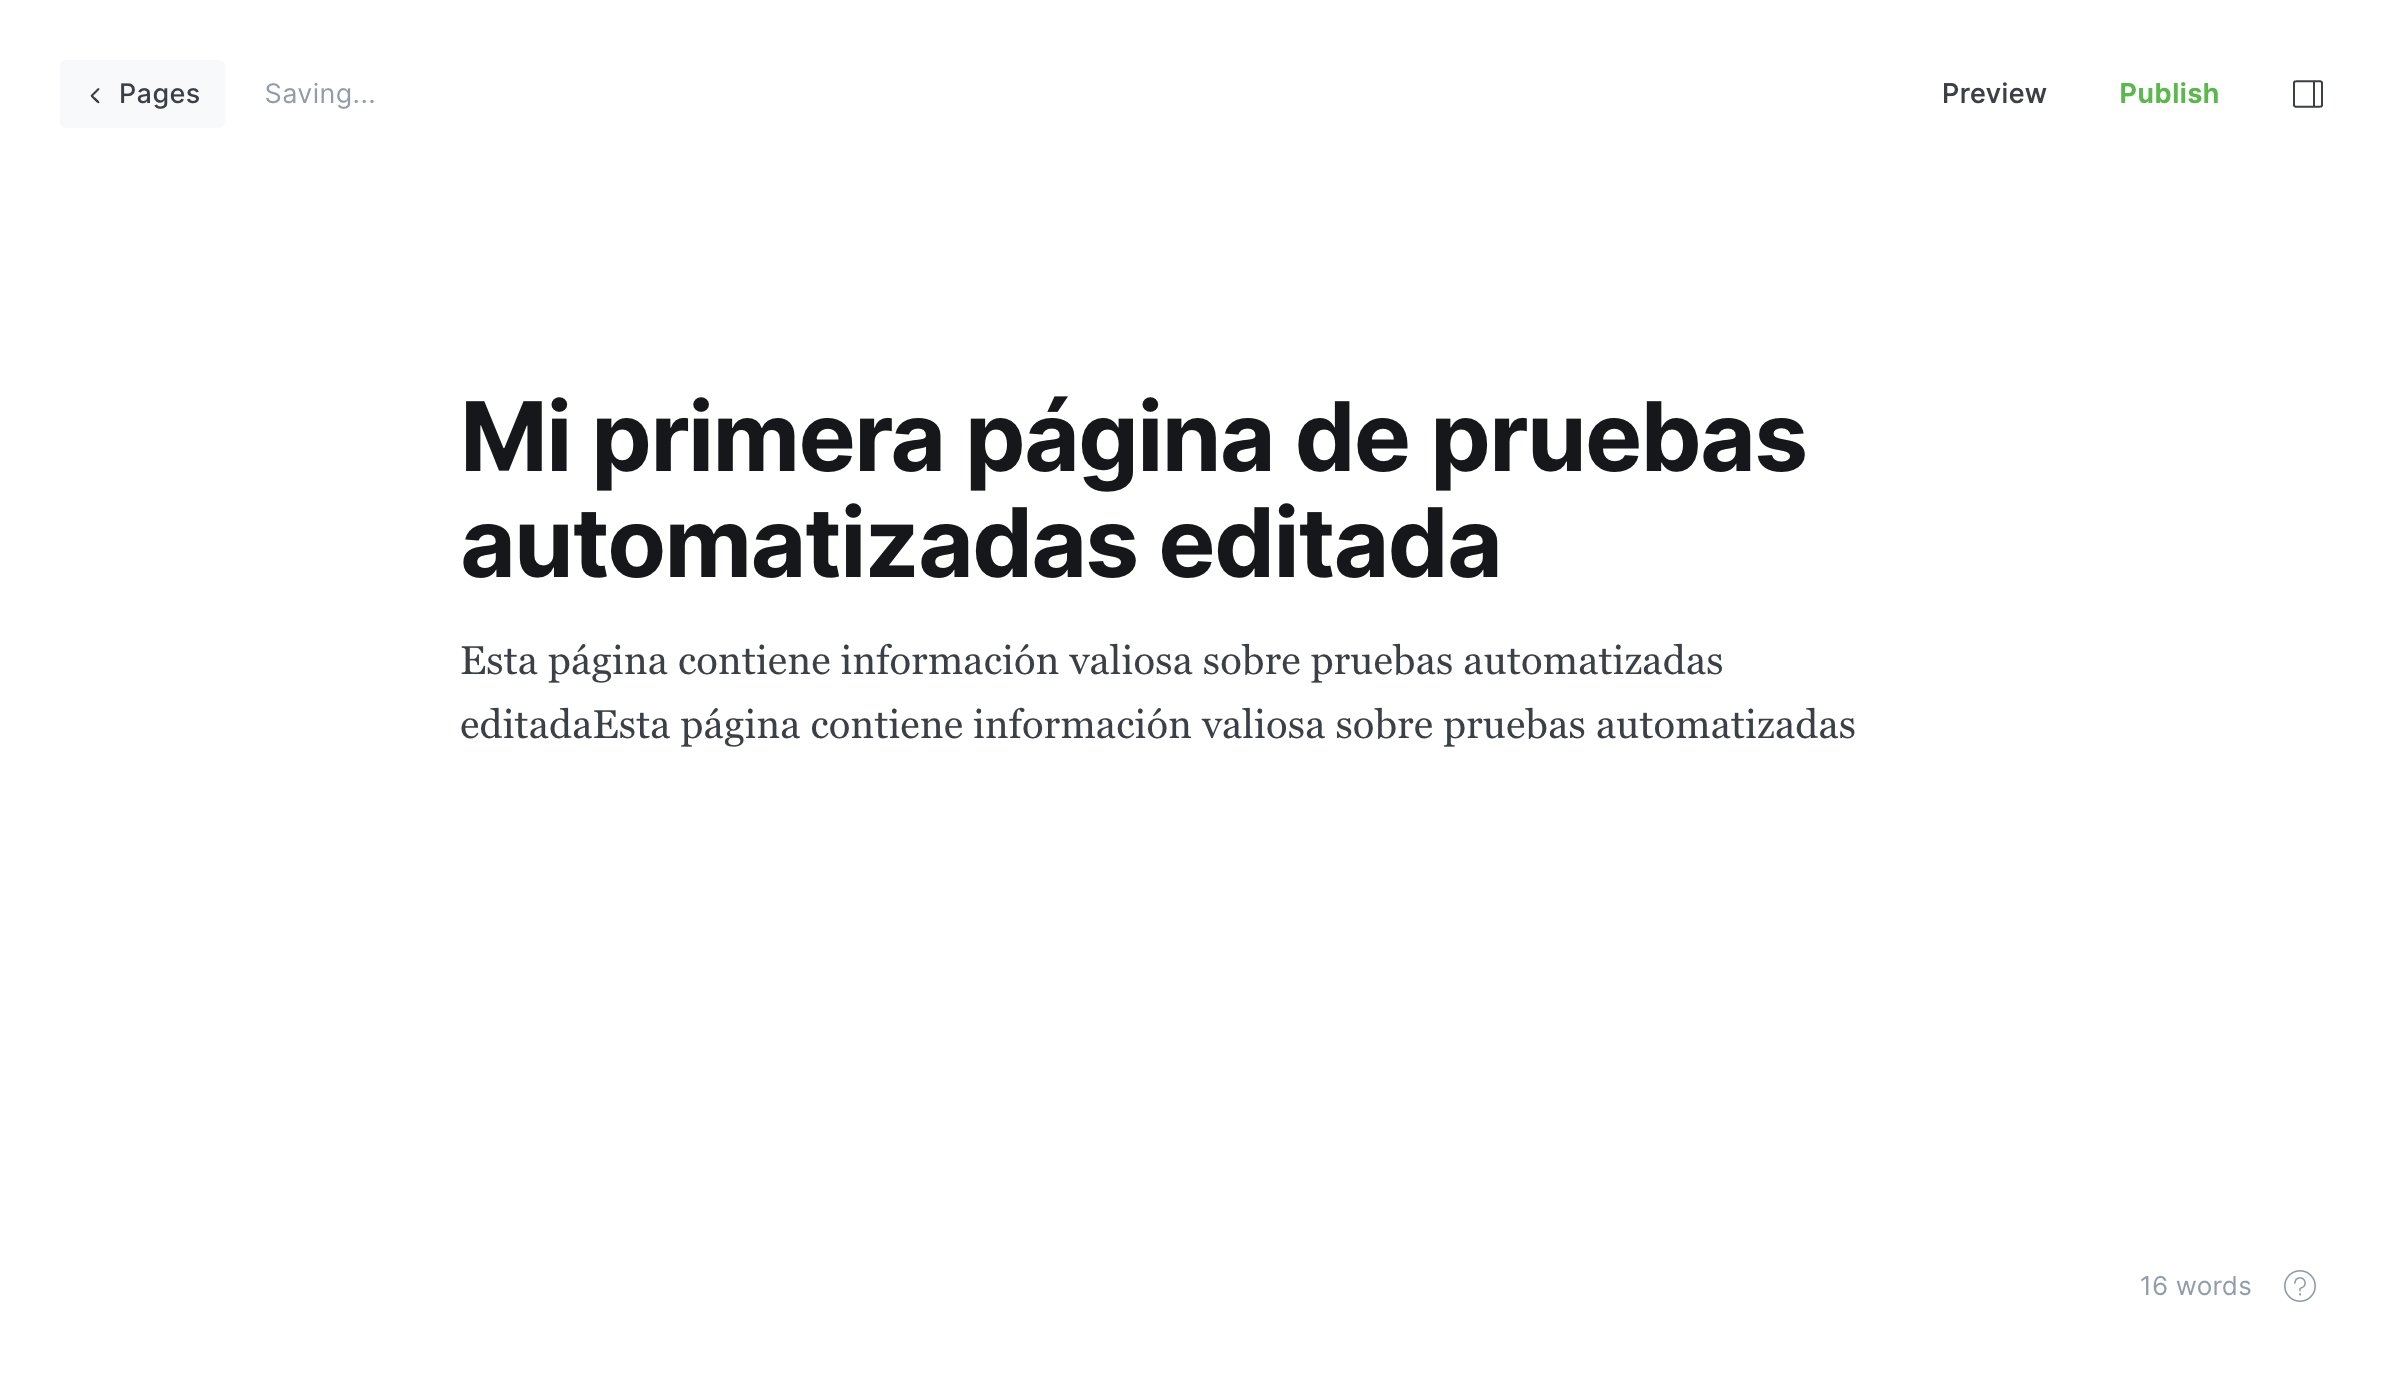 Pages
Saving...
Preview
Publish
Mi primera página de pruebas
automatizadas editada
Esta página contiene información valiosa sobre pruebas automatizadas
editadaEsta página contiene información valiosa sobre pruebas automatizadas
16 words
?